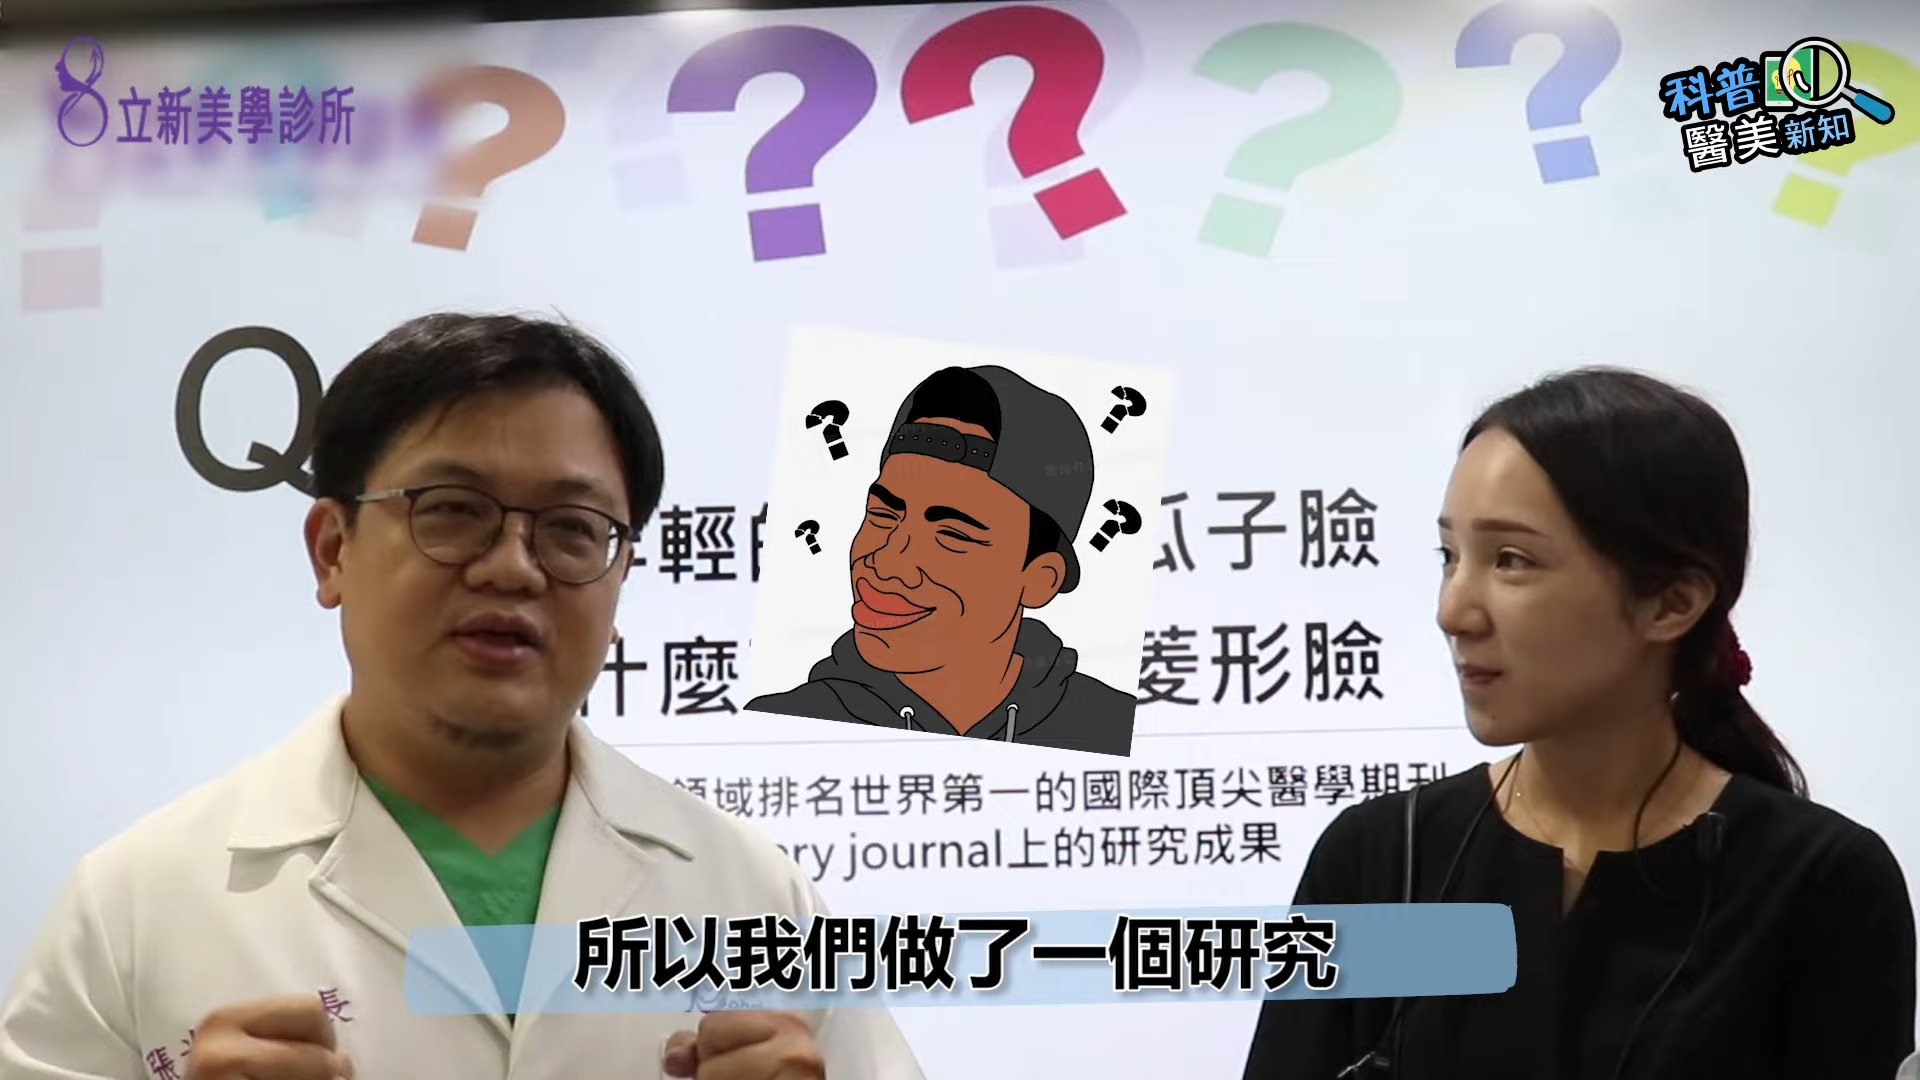 立新美學診所
科普
醫美新知
Q
輕的 瓜子臉
什麼 菱形臉
領域排名世界第一的國際頂尖醫學期刊
ry journal上的研究成果
所以我們做了一個研究
長
張